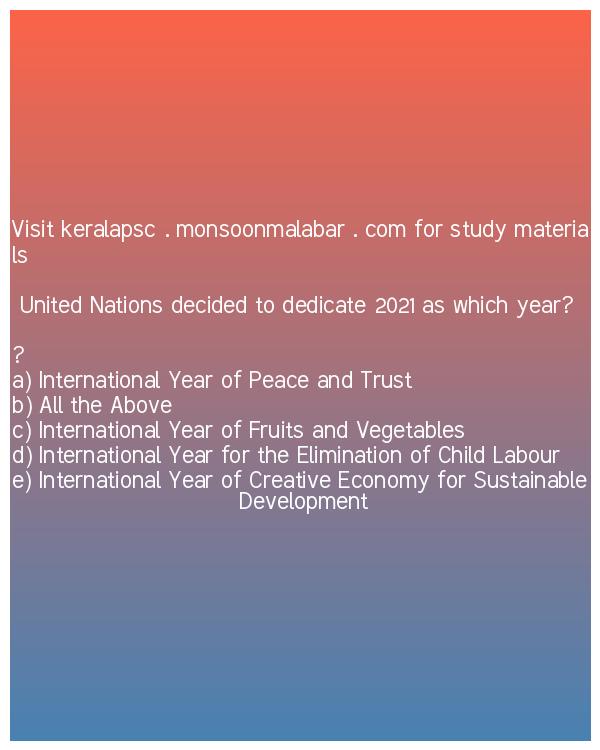 Visit keralapsc . monsoonmalabar . com for study materia
ls
United Nations decided to dedicate 2021 as which year?
?
a) International Year of Peace and Trust
b) All the Above
c) International Year of Fruits and Vegetables
d) International Year for the Elimination of Child Labour
e) International Year of Creative Economy for Sustainable
Development